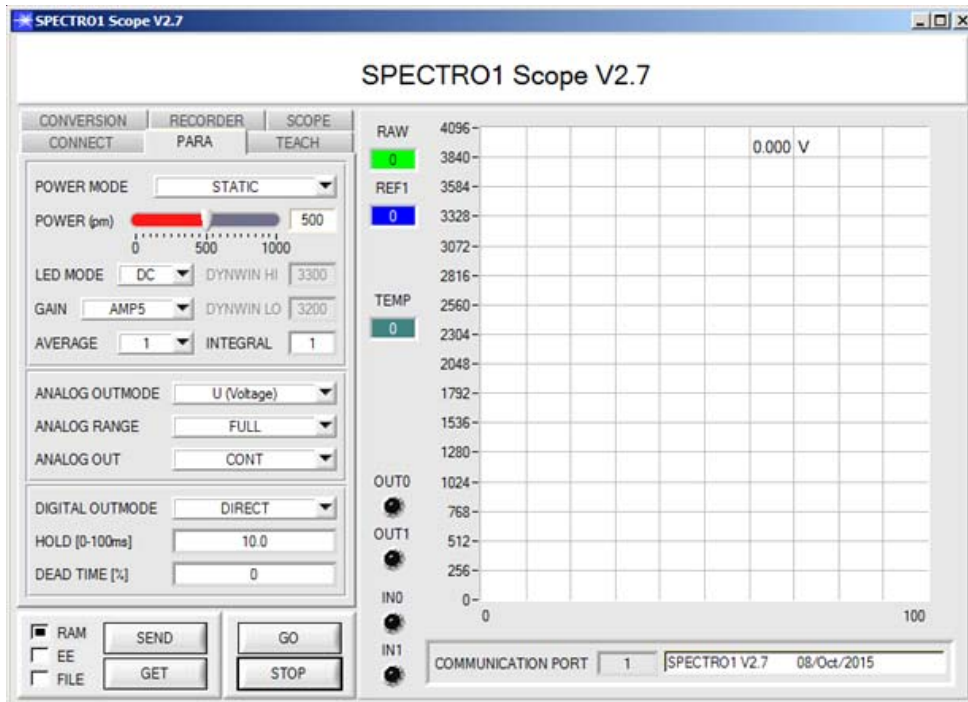 SPECTRO1 Scope V2.7
SPECTRO1 Scope V2.7
CONVERSION RECORDER SCOPE
CONNECT PARA TEACH
POWER MODE STATIC
POWER (pm) 500
0 500 1000
LED MODE DC DYNWIN HI 3300
GAIN AMP5 DYNWIN LO 3200
AVERAGE 1 INTEGRAL 1
ANALOG OUTMODE U (Voltage)
ANALOG RANGE FULL
ANALOG OUT CONT
DIGITAL OUTMODE DIRECT
HOLD [0-100ms] 10.0
DEAD TIME [%] 0
RAM
EE
FILE
SEND
GET
GO
STOP
RAW
0
REF1
0
TEMP
0
OUT0
OUT1
IN0
IN1
0.000 V
4096
3840
3584
3328
3072
2816
2560
2304
2048
1792
1536
1280
1024
768
512
256
0
0 100
COMMUNICATION PORT 1 SPECTRO1 V2.7 08/Oct/2015